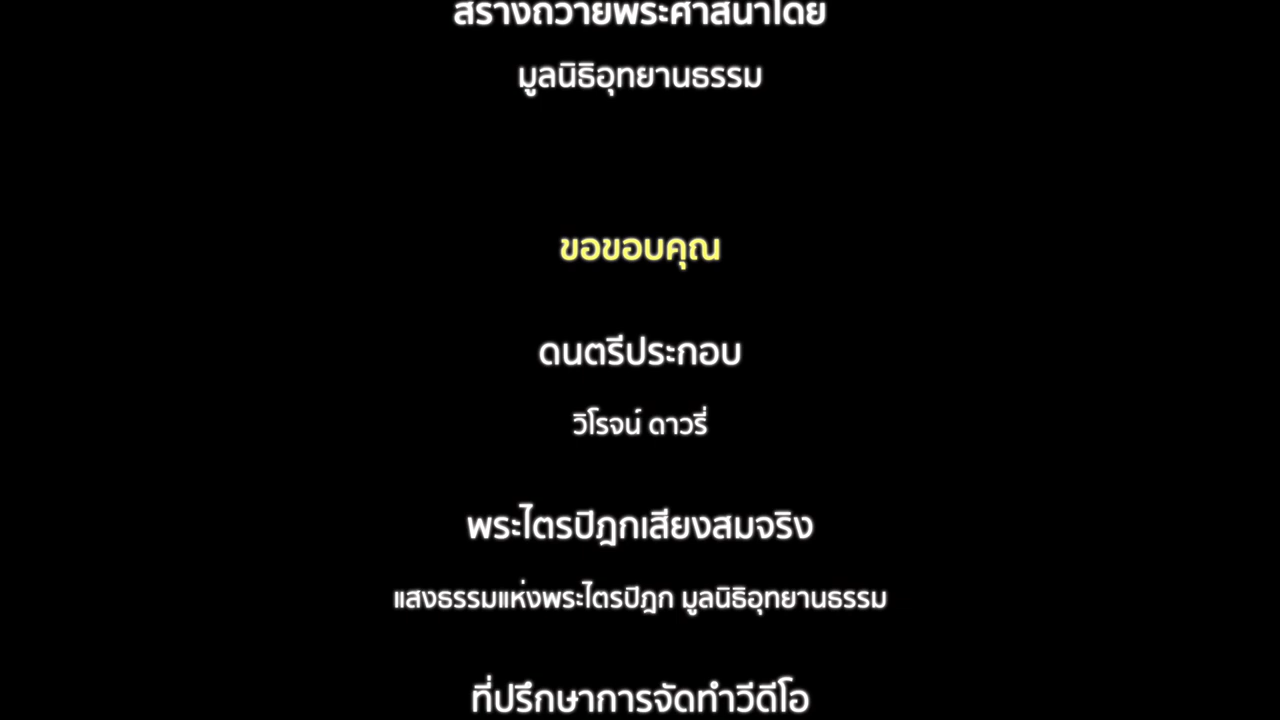 สร้างถวายพระศาสนาโดย
มูลนิธิอุทยานธรรม
ขอขอบคุณ
ดนตรีประกอบ
วิโรจน์ ดาวรี่
พระไตรปิฎกเสียงสมจริง
แสงธรรมแห่งพระไตรปิฎก มูลนิธิอุทยานธรรม
ที่ปรึกษาการจัดทำวีดีโอ